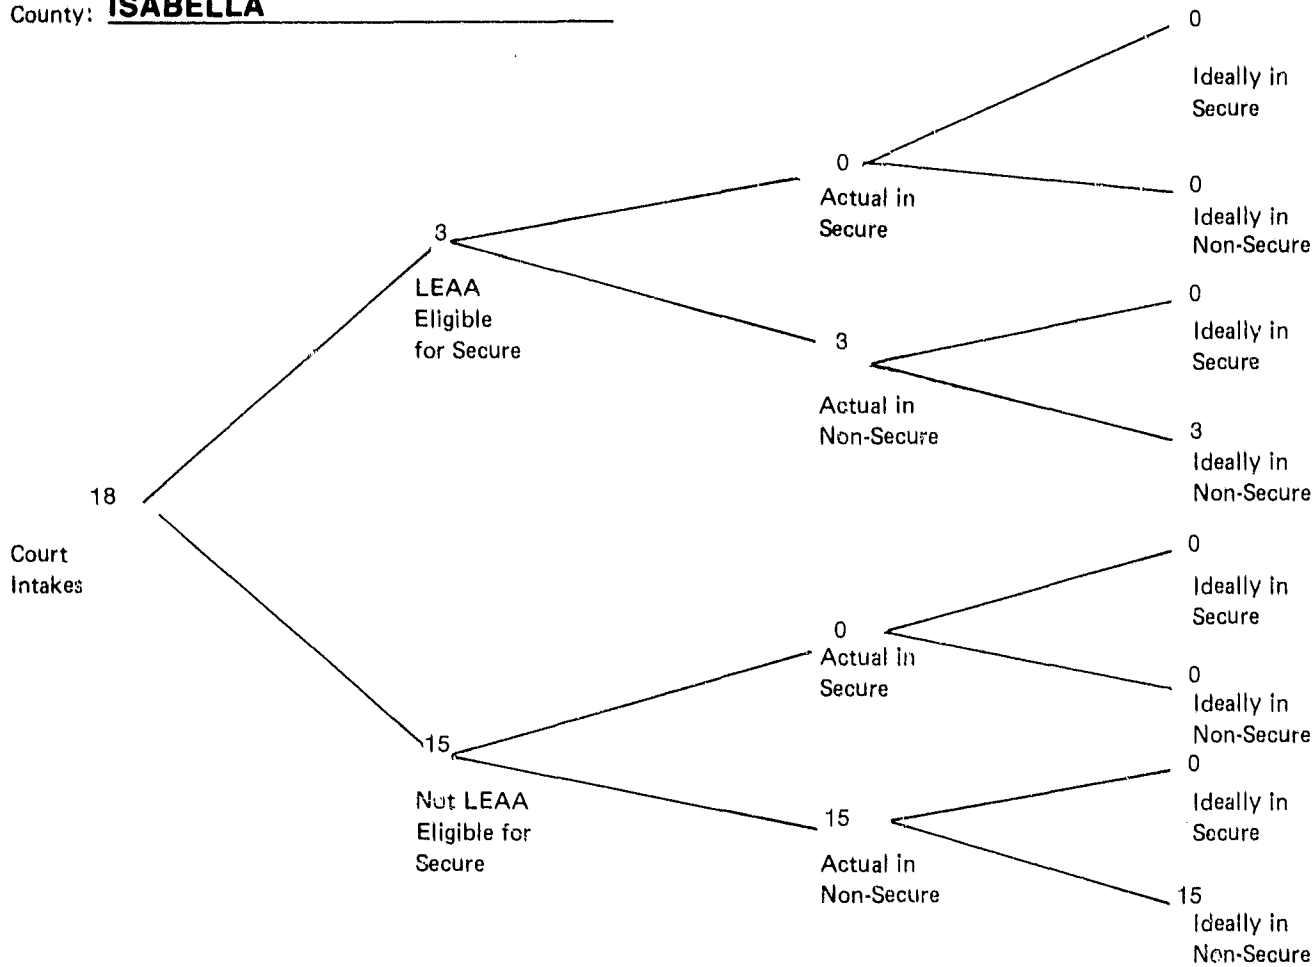 County: ISABELLA
18
Court
Intakes
3
LEAA
Eligible
for Secure
15
Not LEAA
Eligible for
Secure
0
Actual in
Secure
3
Actual in
Non-Secure
0
Actual in
Secure
15
Actual in
Non-Secure
0
Ideally in
Secure
0
Ideally in
Non-Secure
0
Ideally in
Secure
3
Ideally in
Non-Secure
0
Ideally in
Secure
0
Ideally in
Non-Secure
0
Ideally in
Secure
15
Ideally in
Non-Secure